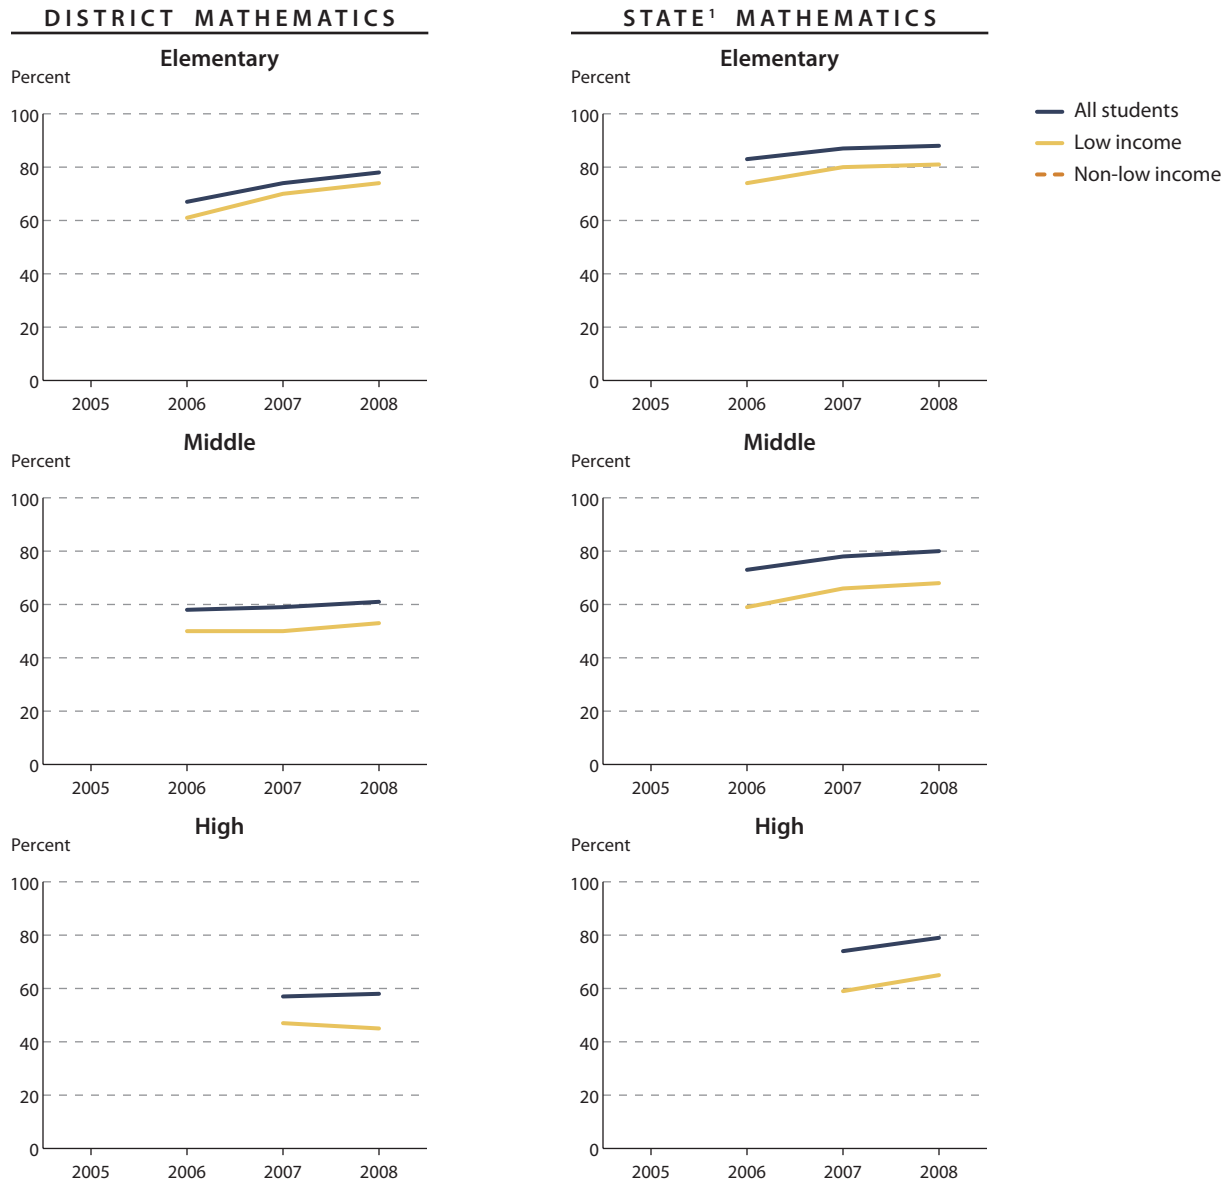 DISTRICT MATHEMATICS
Elementary
Percent
100
80
60
40
20
0
2005 2006 2007 2008
Middle
Percent
100
80
60
40
20
0
2005 2006 2007 2008
High
Percent
100
80
60
40
20
0
2005 2006 2007 2008
STATE¹ MATHEMATICS
Elementary
Percent
100
80
60
40
20
0
2005 2006 2007 2008
Middle
Percent
100
80
60
40
20
0
2005 2006 2007 2008
High
Percent
100
80
60
40
20
0
2005 2006 2007 2008
All students
Low income
Non-low income